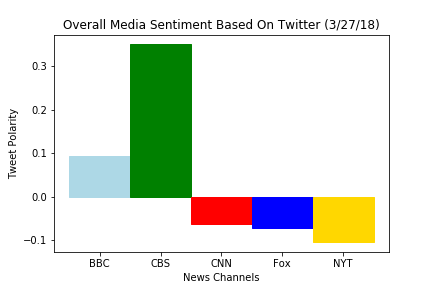 Overall Media Sentiment Based On Twitter (3/27/18)
Tweet Polarity
0.3
0.2
0.1
0.0
−0.1
BBC CBS CNN Fox NYT
News Channels